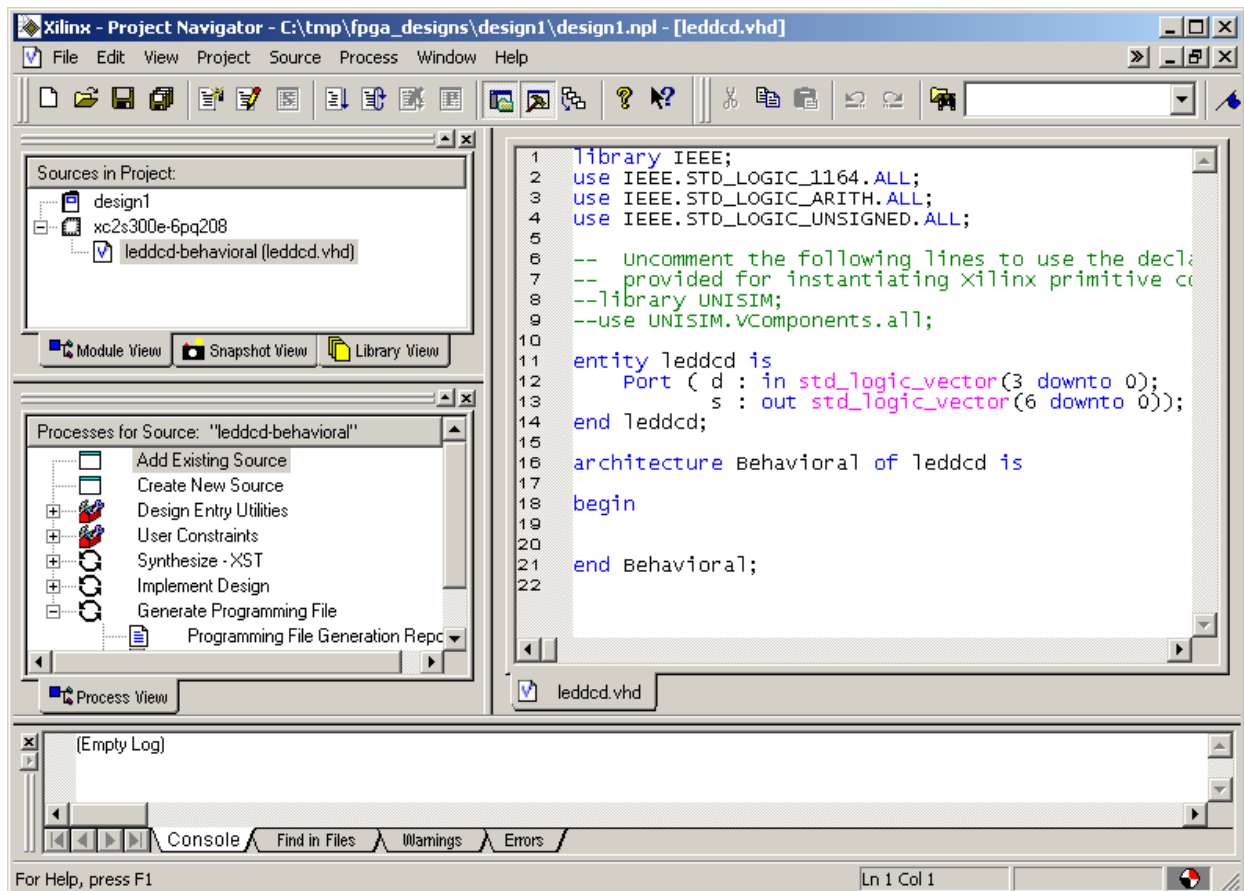 Xilinx - Project Navigator - C:\tmp\fpga_designs\design1\design1.npl - [leddcd.vhd]
File Edit View Project Source Process Window Help
Sources in Project:
design1
xc2s300e-6pq208
leddcd-behavioral (leddcd.vhd)
Module View Snapshot View Library View
Processes for Source: "leddcd-behavioral"
Add Existing Source
Create New Source
Design Entry Utilities
User Constraints
Synthesize - XST
Implement Design
Generate Programming File
Programming File Generation Repo
Process View
1 library IEEE;
2 use IEEE.STD_LOGIC_1164.ALL;
3 use IEEE.STD_LOGIC_ARITH.ALL;
4 use IEEE.STD_LOGIC_UNSIGNED.ALL;
5
6 -- Uncomment the following lines to use the decla
7 -- provided for instantiating Xilinx primitive co
8 --library UNISIM;
9 --use UNISIM.VComponents.all;
10
11 entity leddcd is
12 Port ( d : in std_logic_vector(3 downto 0);
13 s : out std_logic_vector(6 downto 0));
14 end leddcd;
15
16 architecture Behavioral of leddcd is
17
18 begin
19
20
21 end Behavioral;
22
leddcd.vhd
(Empty Log)
Console Find in Files Warnings Errors
For Help, press F1 Ln 1 Col 1